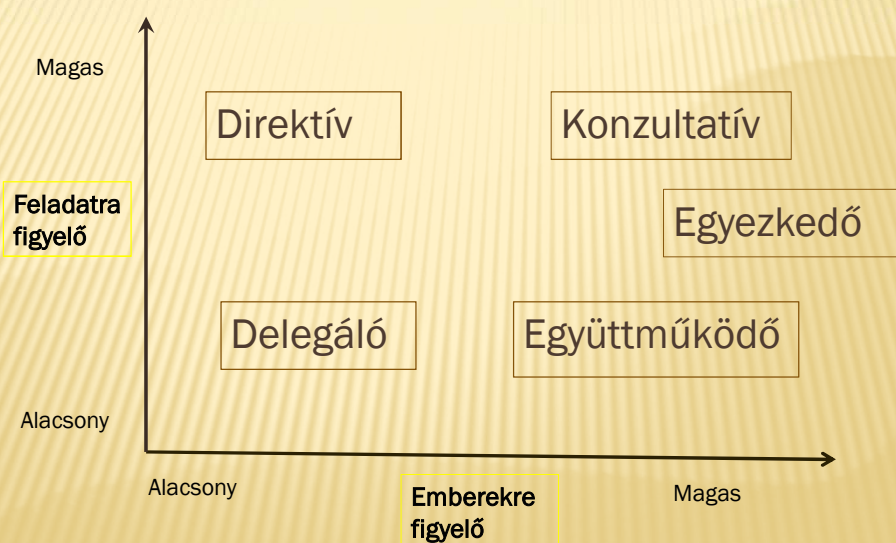 Magas
Direktív
Konzultatív
Feladatra
figyelő
Egyezkedő
Delegáló
Együttműködő
Alacsony
Alacsony
Emberekre
figyelő
Magas